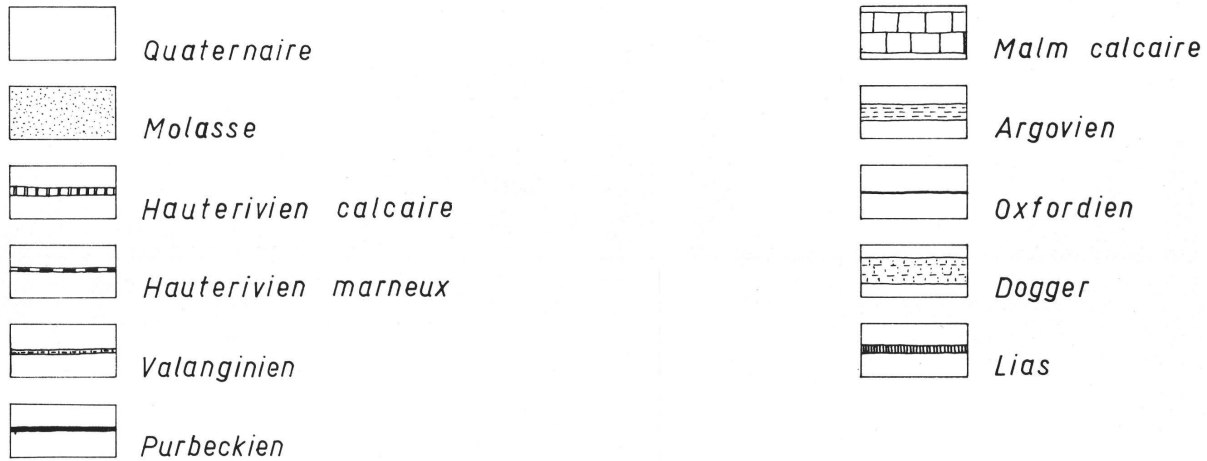 Quaternaire
Molasse
Hauterivien calcaire
Hauterivien marneux
Valanginien
Purbeckien
Malm calcaire
Argovien
Oxfordien
Dogger
Lias